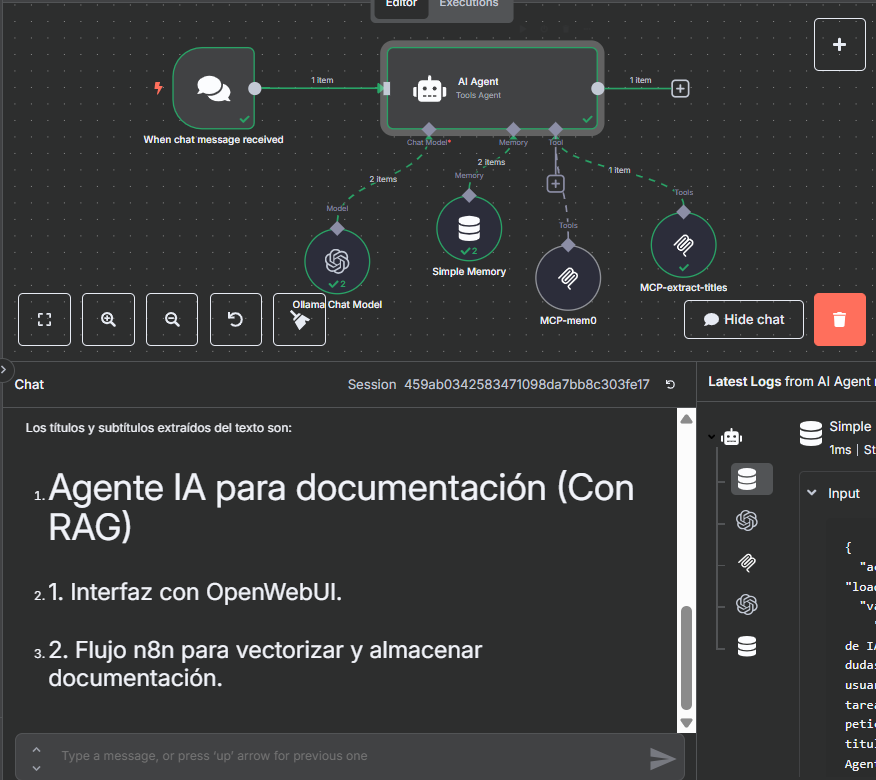 Editor
Executions
1 item
AI Agent
Tools Agent
1 item
When chat message received
Chat Model*
Memory
Tool
2 items
2 items
1 item
Memory
Tools
Model
Tools
2
2
Simple Memory
MCP-extract-titles
Ollama Chat Model
MCP-mem0
Hide chat
Chat
Session 459ab0342583471098da7bb8c303fe17
Latest Logs from AI Agent
Los títulos y subtítulos extraídos del texto son:
1. Agente IA para documentación (Con
RAG)
2. 1. Interfaz con OpenWebUI.
3. 2. Flujo n8n para vectorizar y almacenar
documentación.
Type a message, or press 'up' arrow for previous one
Simple
1ms | St
Input
{
"a
"load
"va
"
de IA
dudas
usuar
tarea
petic
titul
Agent